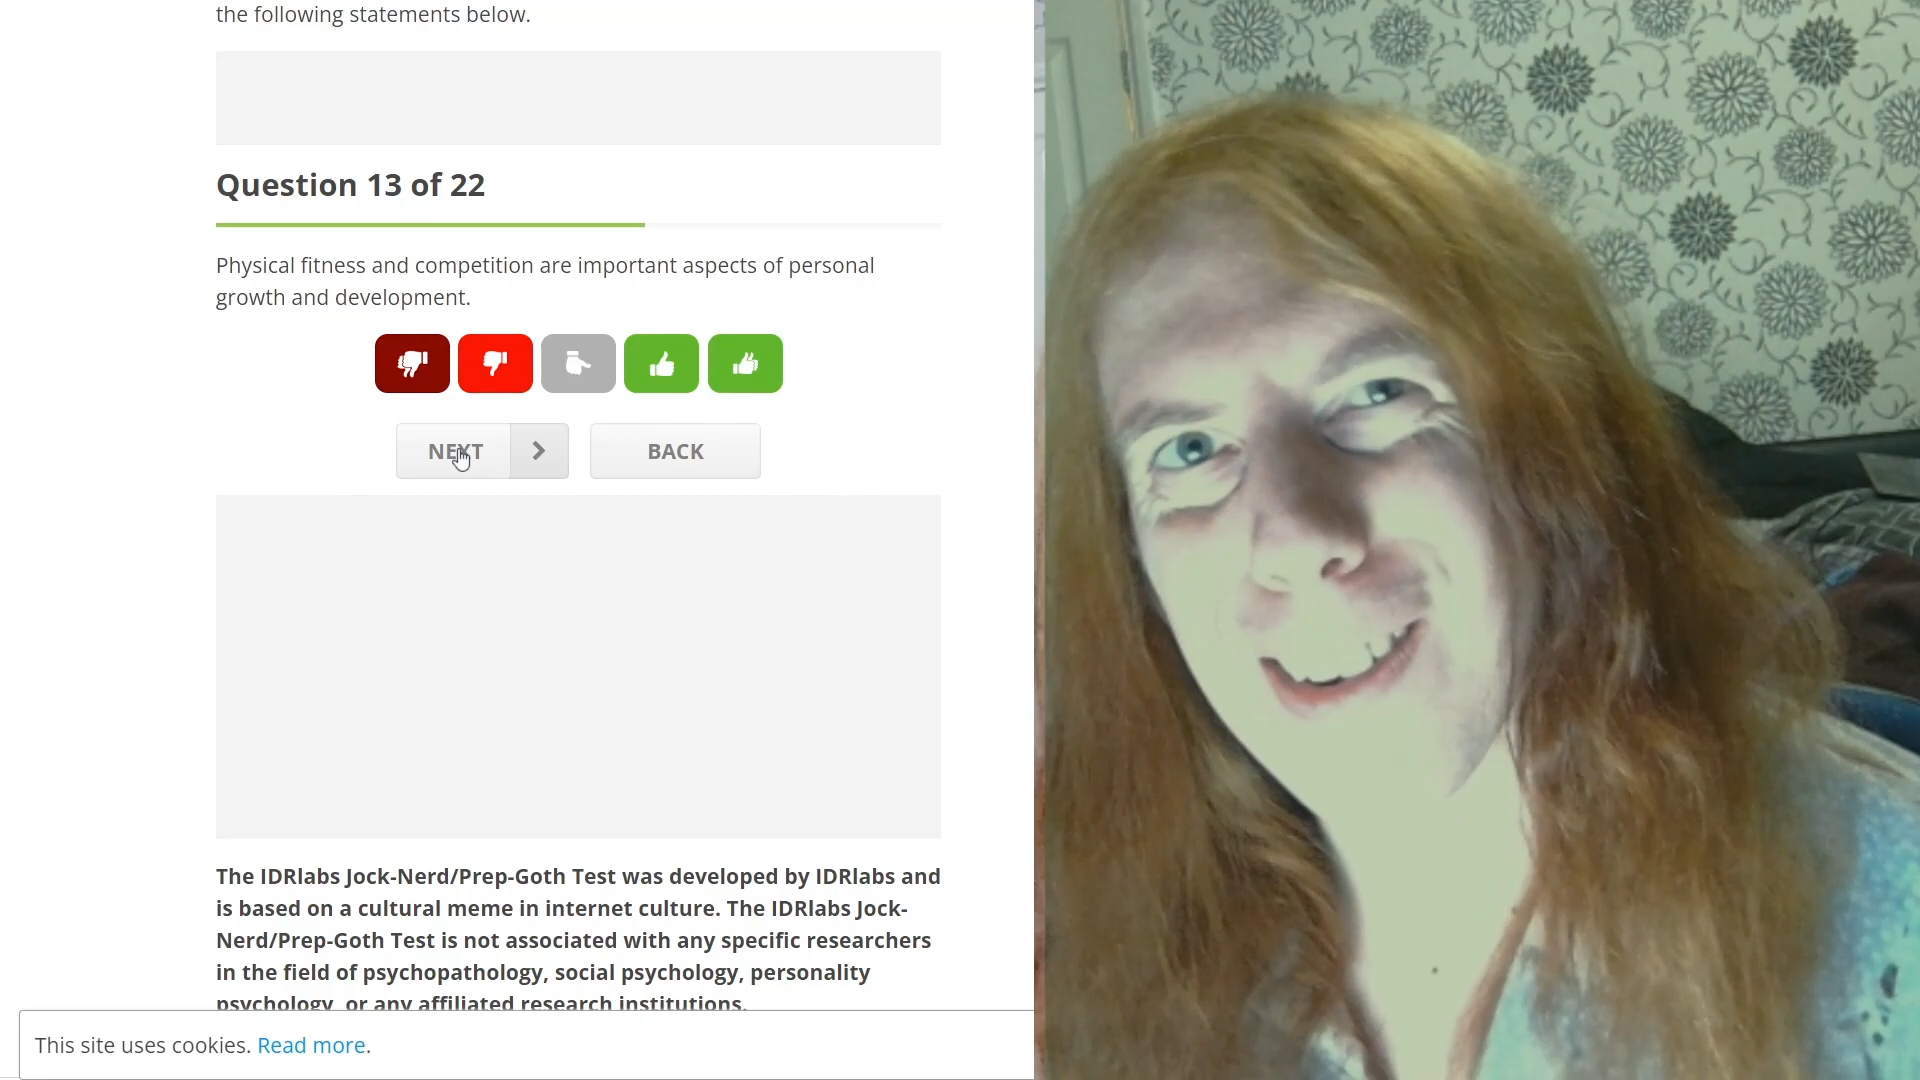 the following statements below.
Question 13 of 22
Physical fitness and competition are important aspects of personal
growth and development.
NEXT
BACK
The IDRlabs Jock-Nerd/Prep-Goth Test was developed by IDRlabs and
is based on a cultural meme in internet culture. The IDRlabs Jock-
Nerd/Prep-Goth Test is not associated with any specific researchers
in the field of psychopathology, social psychology, personality
psychology, or any affiliated research institutions.
This site uses cookies. Read more.